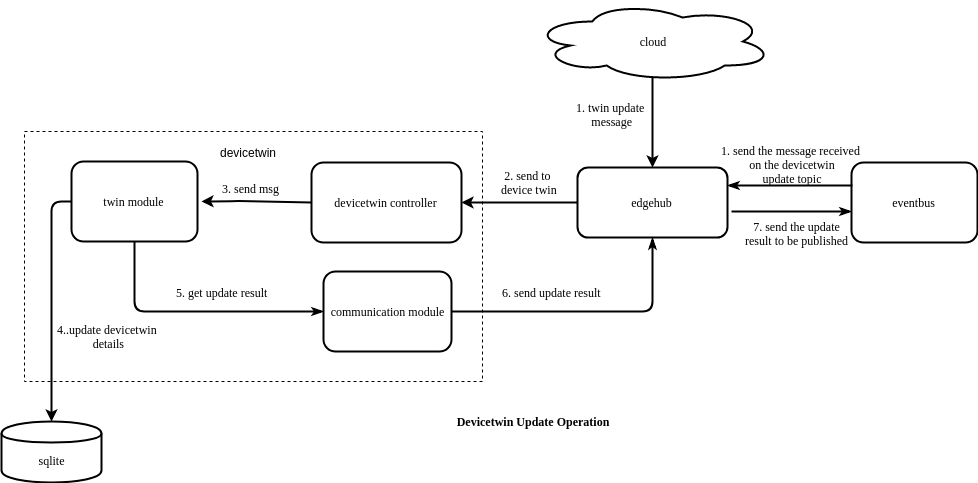 cloud
1. twin update
message
devicetwin
1. send the message received
on the devicetwin
update topic
2. send to
device twin
3. send msg
twin module
devicetwin controller
edgehub
eventbus
7. send the update
result to be published
5. get update result
6. send update result
communication module
4..update devicetwin
details
Devicetwin Update Operation
sqlite